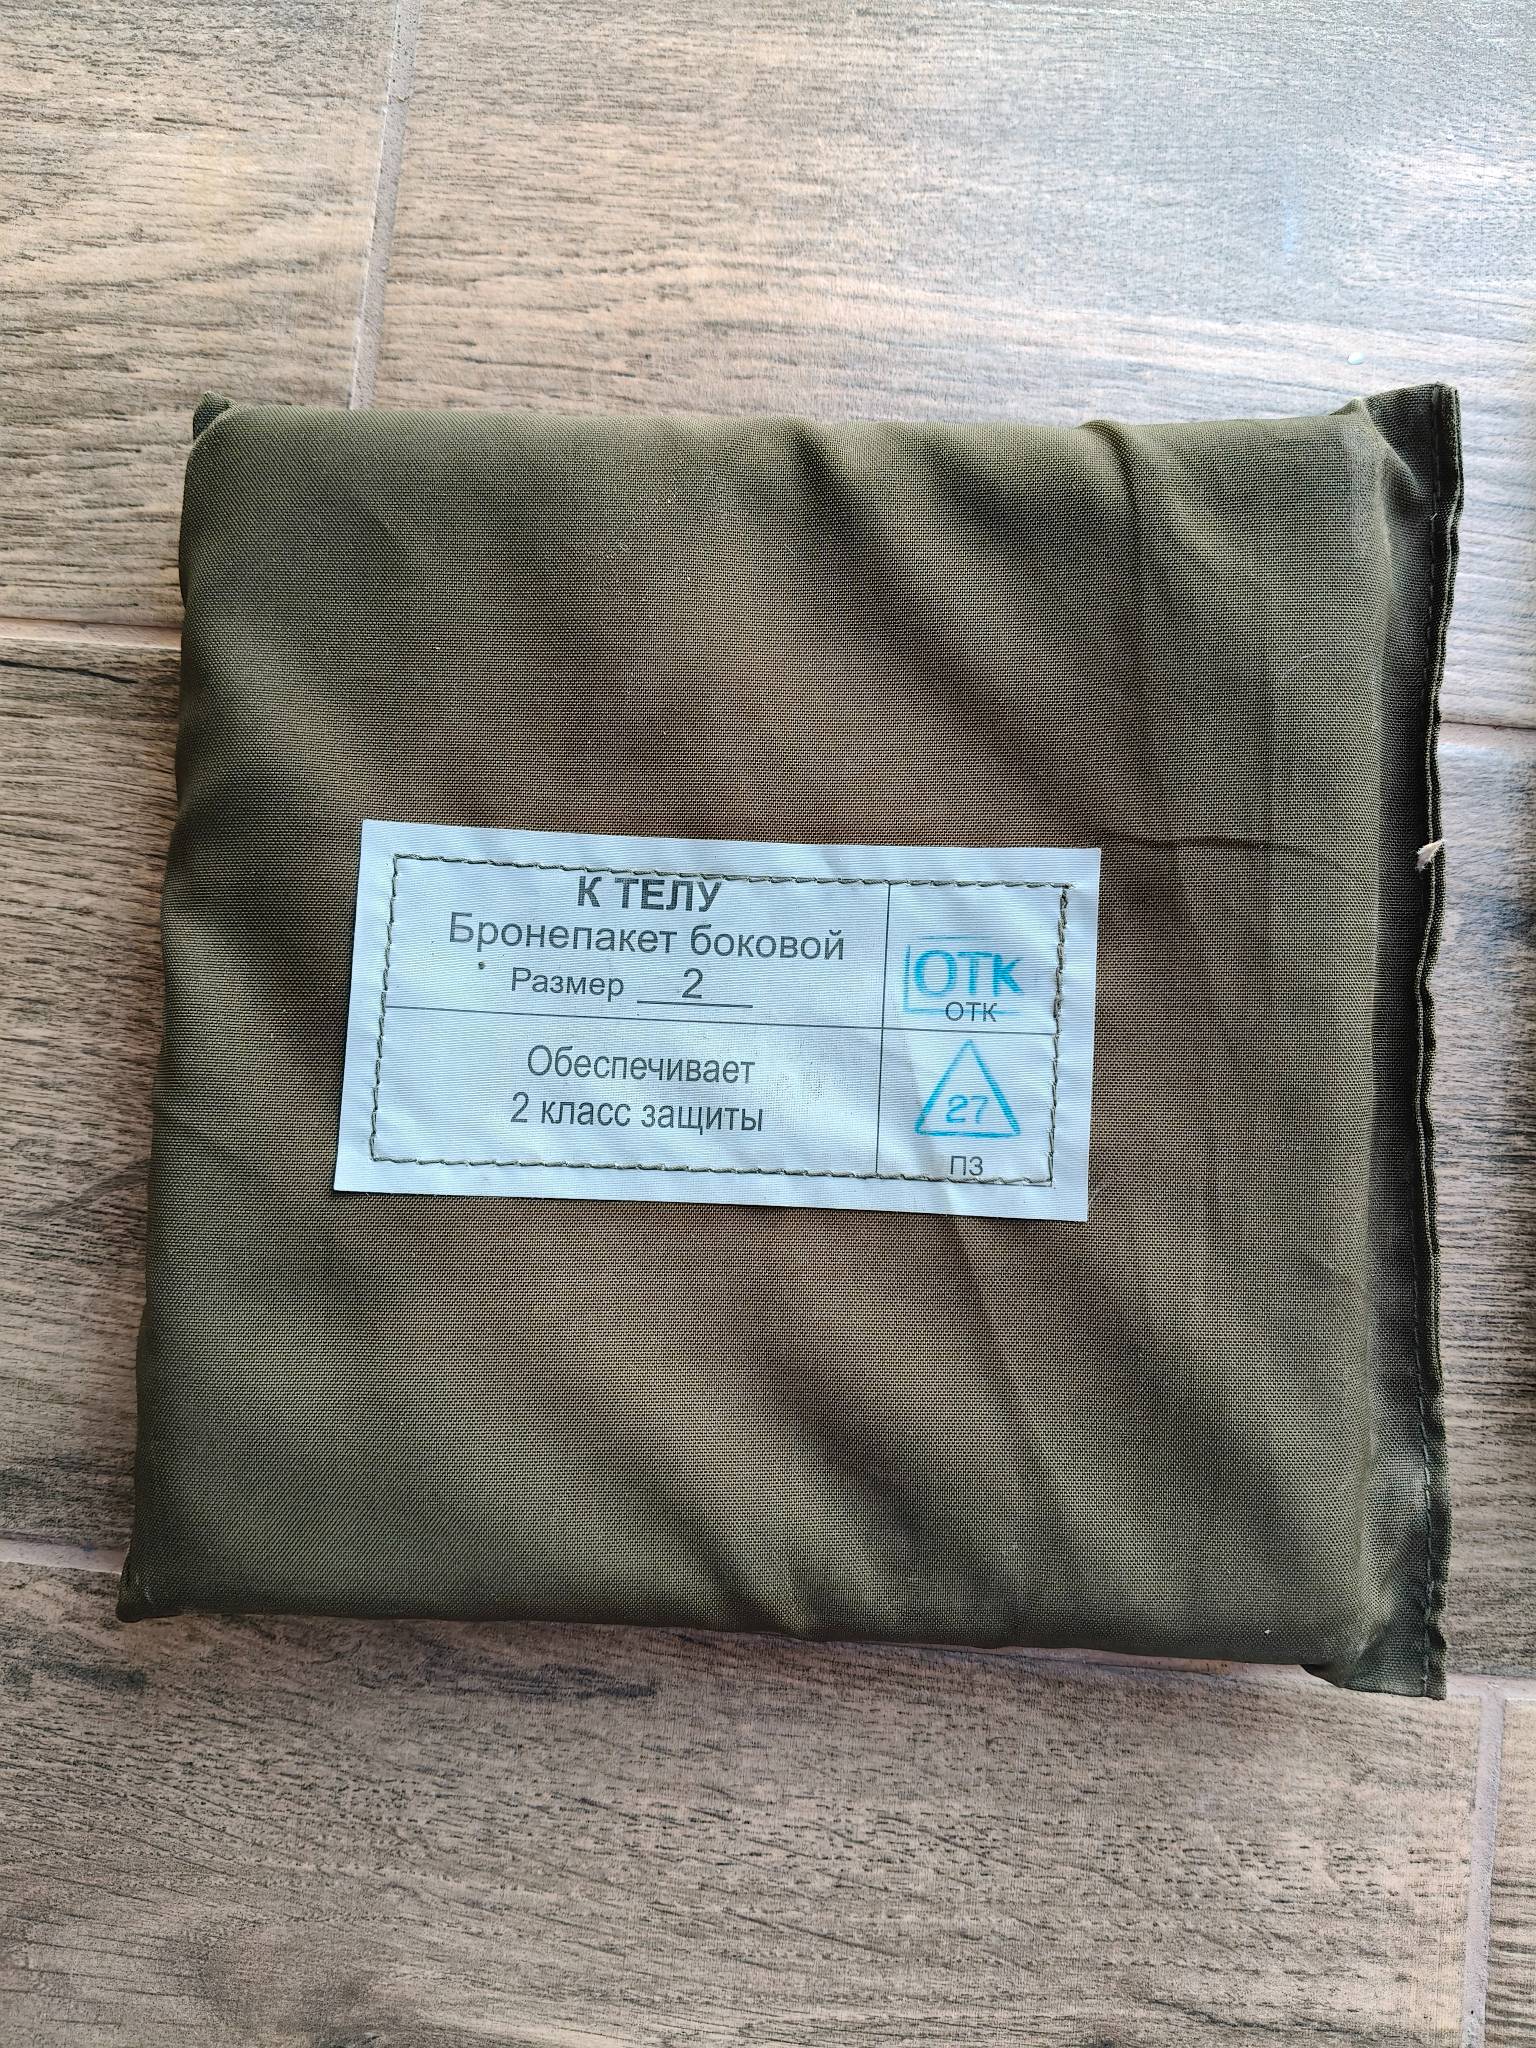 К ТЕЛУ
Бронепакет боковой
Размер 2
Обеспечивает
2 класс защиты
ОТК
ОТК
27
ПЗ